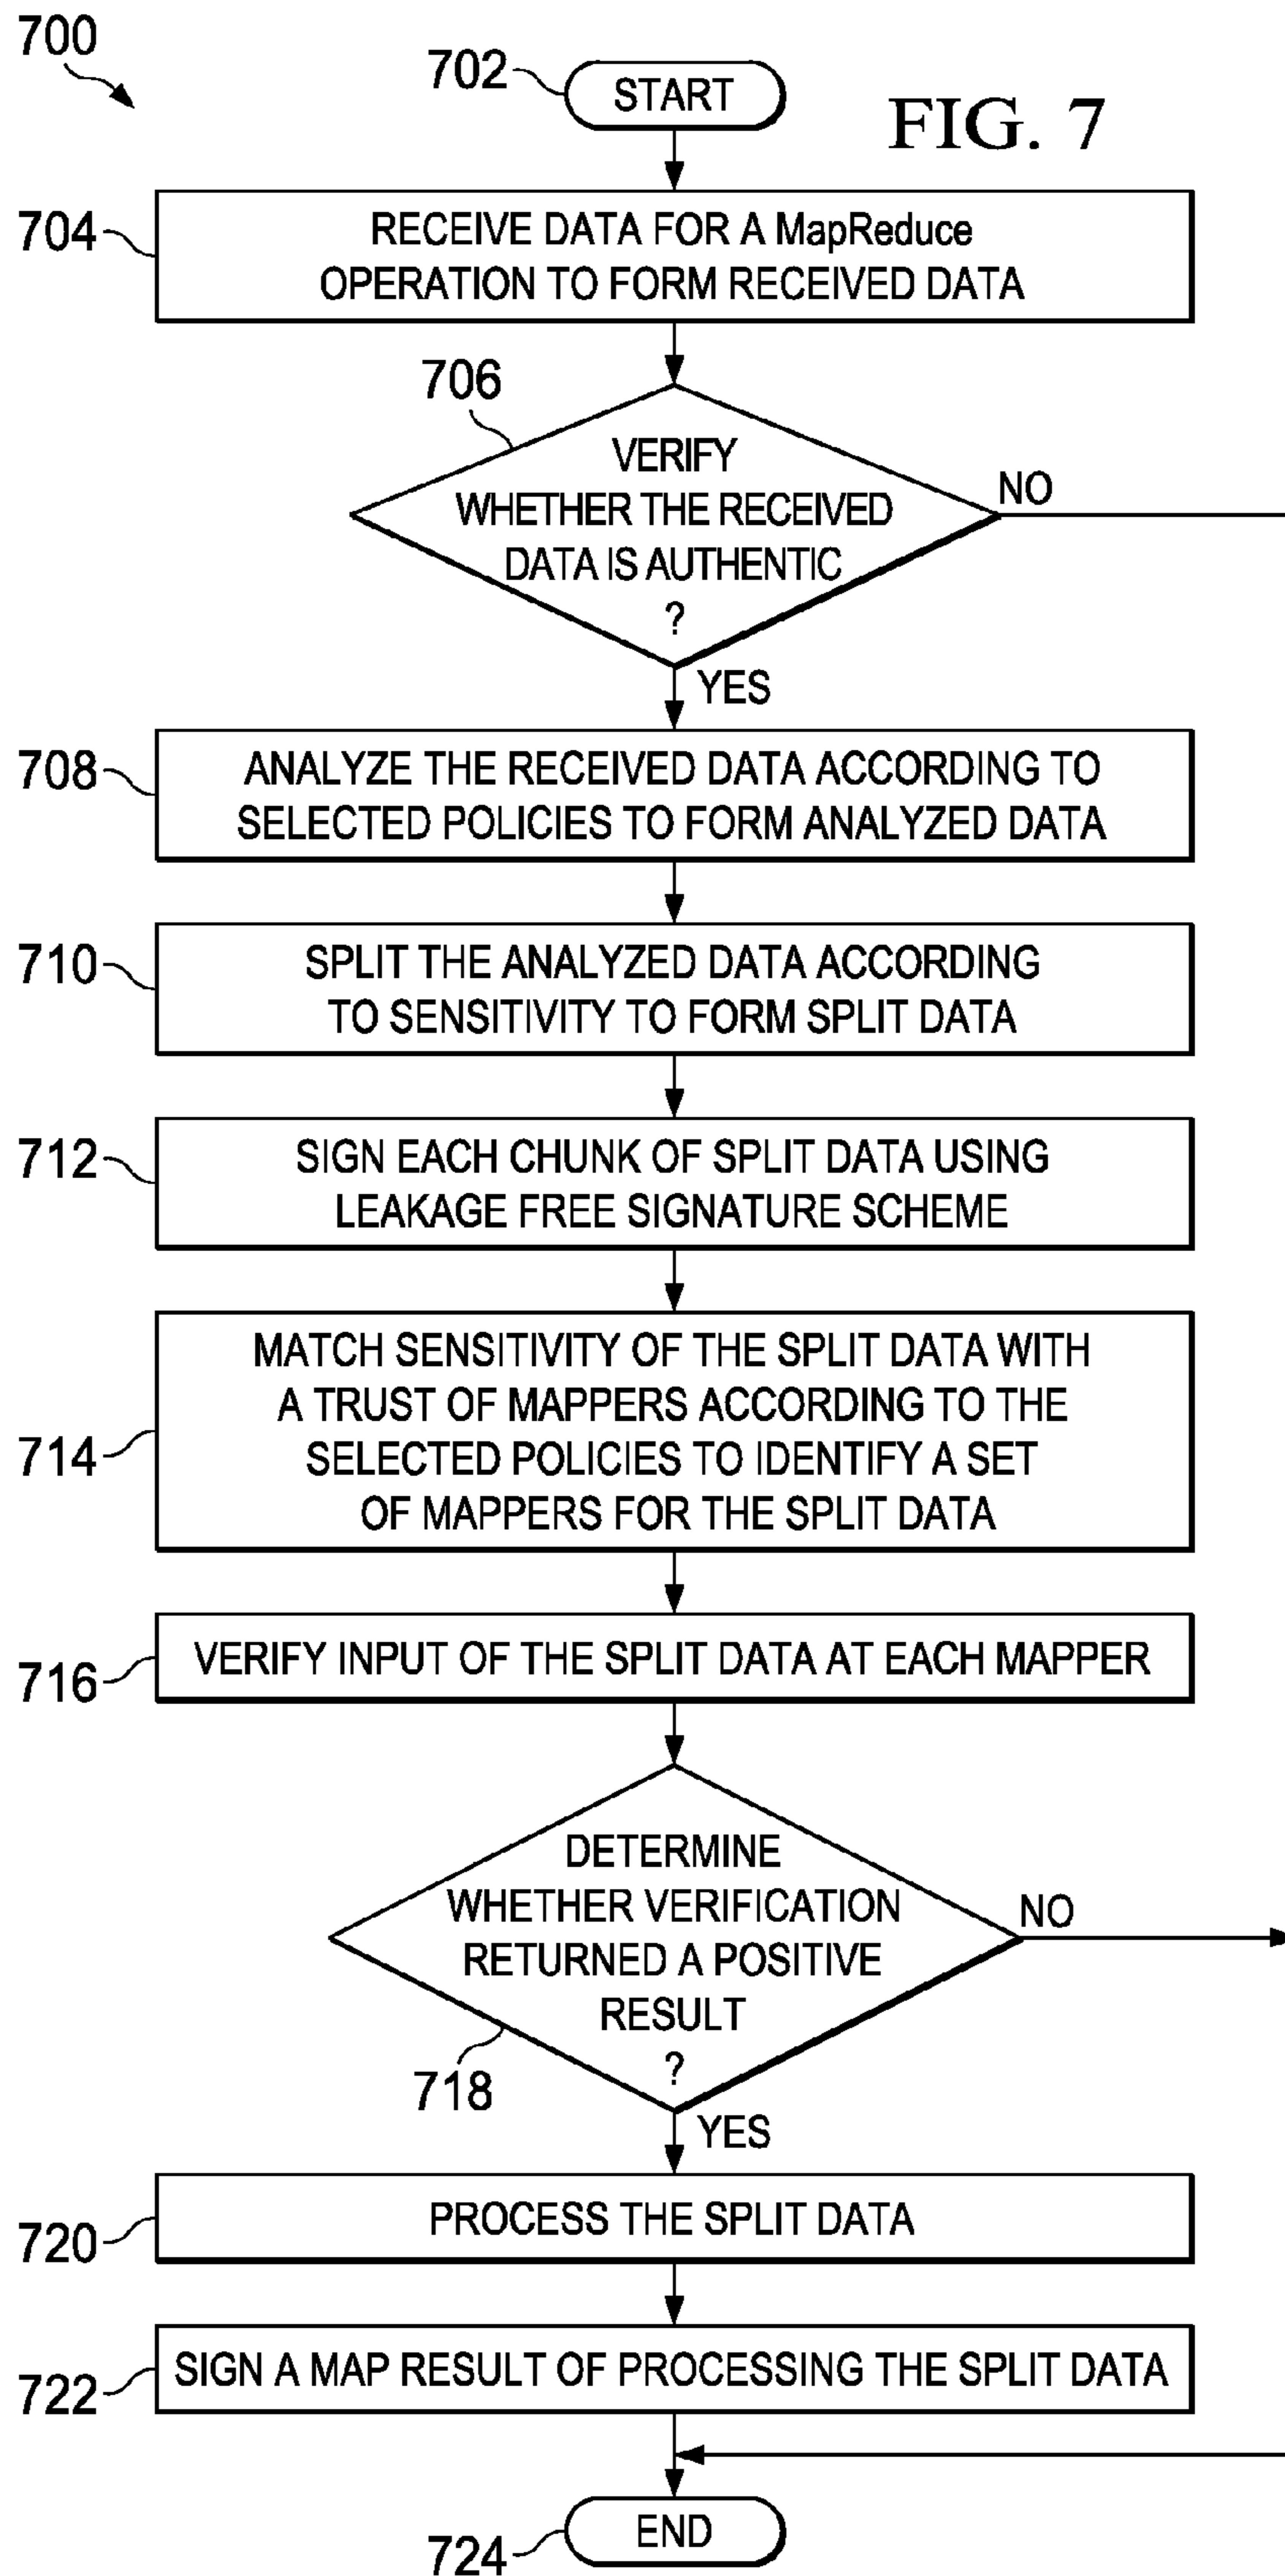 700
702
START
FIG. 7
704
RECEIVE DATA FOR A MapReduce
OPERATION TO FORM RECEIVED DATA
706
VERIFY
WHETHER THE RECEIVED
DATA IS AUTHENTIC
?
NO
YES
708
ANALYZE THE RECEIVED DATA ACCORDING TO
SELECTED POLICIES TO FORM ANALYZED DATA
710
SPLIT THE ANALYZED DATA ACCORDING
TO SENSITIVITY TO FORM SPLIT DATA
712
SIGN EACH CHUNK OF SPLIT DATA USING
LEAKAGE FREE SIGNATURE SCHEME
714
MATCH SENSITIVITY OF THE SPLIT DATA WITH
A TRUST OF MAPPERS ACCORDING TO THE
SELECTED POLICIES TO IDENTIFY A SET
OF MAPPERS FOR THE SPLIT DATA
716
VERIFY INPUT OF THE SPLIT DATA AT EACH MAPPER
DETERMINE
WHETHER VERIFICATION
RETURNED A POSITIVE
RESULT
?
NO
718
YES
720
PROCESS THE SPLIT DATA
722
SIGN A MAP RESULT OF PROCESSING THE SPLIT DATA
724
END